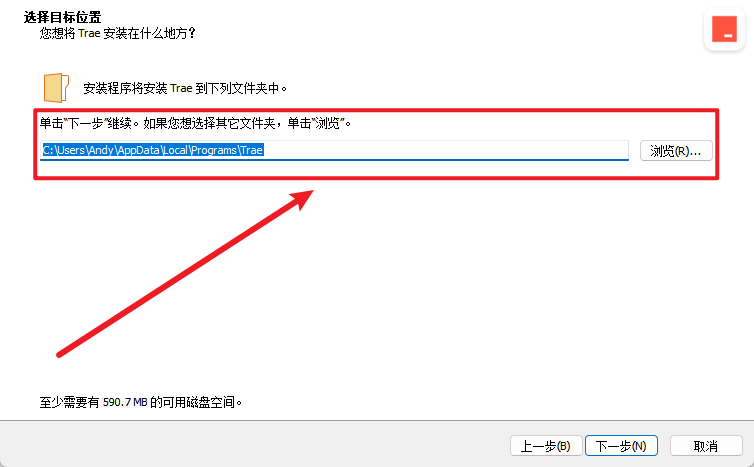 选择目标位置
您想将 Trae 安装在什么地方?
安装程序将安装 Trae 到下列文件夹中。
单击“下一步”继续。如果您想选择其它文件夹,单击“浏览”。
C:\Users\Andy\AppData\Local\Programs\Trae
浏览(R)...
至少需要有 590.7 MB 的可用磁盘空间。
上一步(B)
下一步(N)
取消